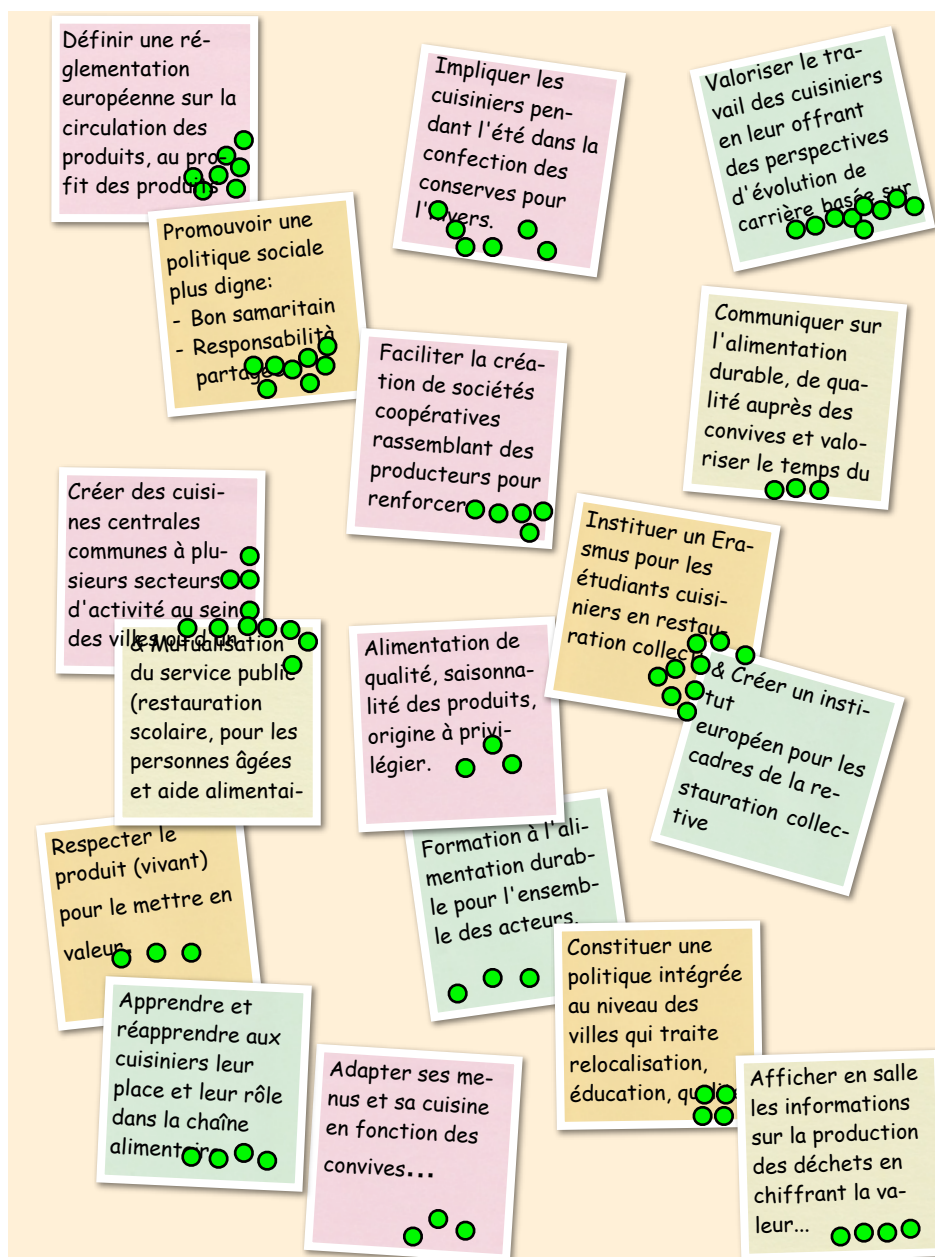 Définir une ré-
glementation
européenne sur la
circulation des
produits, au pro-
fit des produits
Impliquer les
cuisiniers pen-
dant l'été dans la
confection des
conserves pour
l'hivers.
Valoriser le tra-
vail des cuisiniers
en leur offrant
des perspectives
d'évolution de
carrière basée sur
Promouvoir une
politique sociale
plus digne:
- Bon samaritain
- Responsabilità
partagée
Faciliter la créa-
tion de sociétés
coopératives
rassemblant des
producteurs pour
renforcer
Communiquer sur
l'alimentation
durable, de qua-
lité auprès des
convives et valo-
riser le temps du
Créer des cuisi-
nes centrales
communes à plu-
sieurs secteurs
d'activité au sein
des villes ou d'un
& Mutualisation
du service public
(restauration
scolaire, pour les
personnes âgées
et aide alimentai-
Instituer un Era-
smus pour les
étudiants cuisi-
niers en restau-
ration collecti
& Créer un insti-
tut
européen pour les
cadres de la re-
stauration collec-
tive
Alimentation de
qualité, saisonna-
lité des produits,
origine à privi-
légier.
Respecter le
produit (vivant)
pour le mettre en
valeur.
Formation à l'ali-
mentation durab-
le pour l'ensemb-
le des acteurs.
Apprendre et
réapprendre aux
cuisiniers leur
place et leur rôle
dans la chaîne
alimentaire
Adapter ses me-
nus et sa cuisine
en fonction des
convives...
Constituer une
politique intégrée
au niveau des
villes qui traite
relocalisation,
éducation,
Afficher en salle
les informations
sur la production
des déchets en
chiffrant la va-
leur...